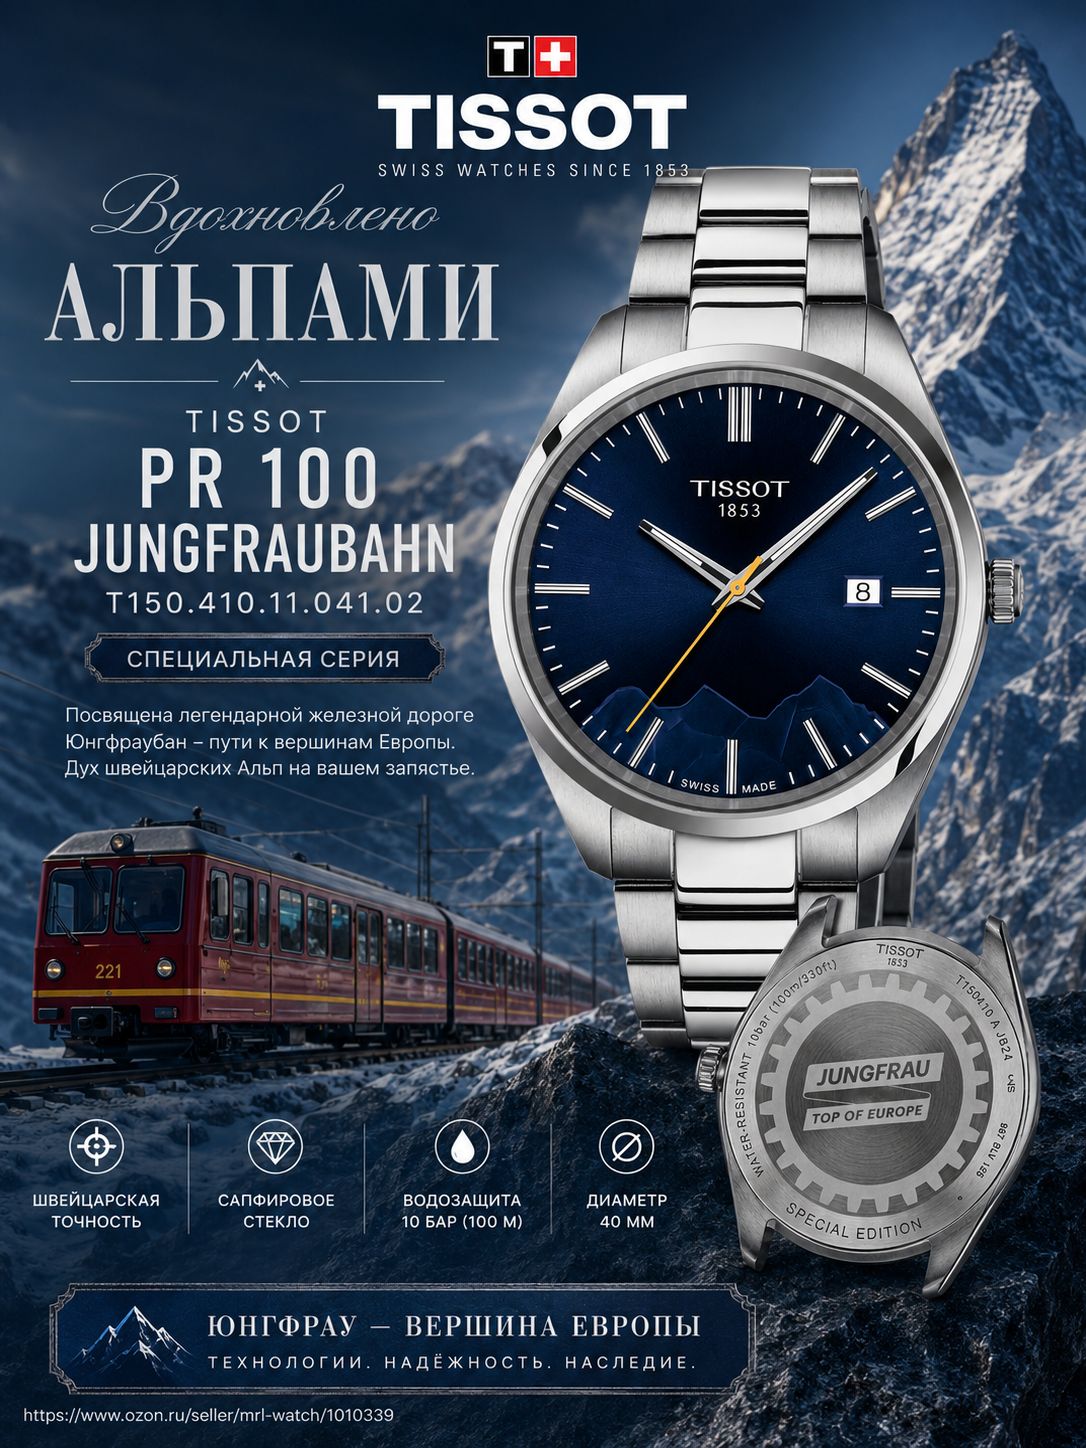 T+
TISSOT
SWISS WATCHES SINCE 1853
Вдохновлено
АЛЬПАМИ
TISSOT
PR 100
JUNGFRAUBAHN
T150.410.11.041.02
СПЕЦИАЛЬНАЯ СЕРИЯ
Посвящена легендарной железной дороге
Юнгфраубан – пути к вершинам Европы.
Дух швейцарских Альп на вашем запястье.
TISSOT
1853
8
SWISS MADE
221
TISSOT
1853
WATER-RESISTANT 10bar (100m/330ft)
T150410 A JB24
JUNGFRAU
TOP OF EUROPE
SPECIAL EDITION
ШВЕЙЦАРСКАЯ
ТОЧНОСТЬ
САПФИРОВОЕ
СТЕКЛО
ВОДОЗАЩИТА
10 БАР (100 М)
ДИАМЕТР
40 ММ
ЮНГФРАУ — ВЕРШИНА ЕВРОПЫ
ТЕХНОЛОГИИ. НАДЁЖНОСТЬ. НАСЛЕДИЕ.
https://www.ozon.ru/seller/mrl-watch/1010339